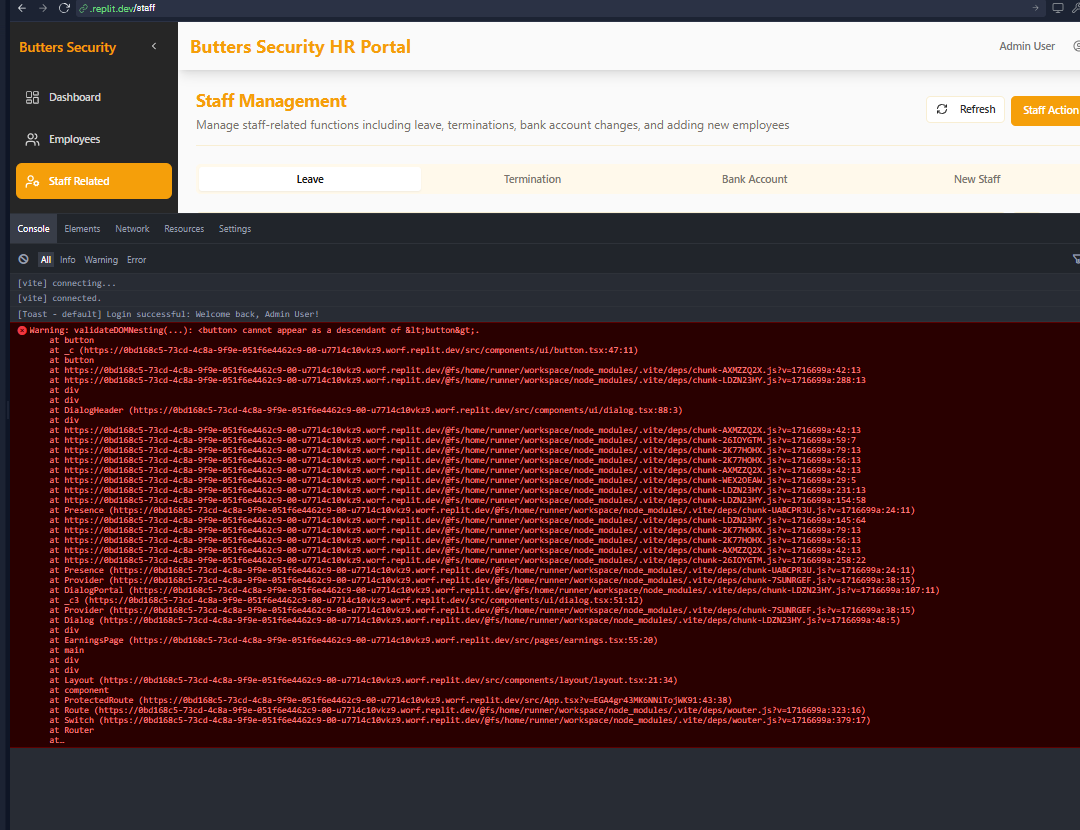 .replit.dev/staff
Butters Security
Butters Security HR Portal
Admin User
Dashboard
Employees
Staff Related
Staff Management
Manage staff-related functions including leave, terminations, bank account changes, and adding new employees
Refresh
Staff Action
Leave
Termination
Bank Account
New Staff
Console
Elements
Network
Resources
Settings
All
Info
Warning
Error
[vite] connecting...
[vite] connected.
[Toast - default] Login successful: Welcome back, Admin User!
Warning: validateDOMNesting(...): <button> cannot appear as a descendant of &lt;button&gt;.
at button
at _c (https://0bd168c5-73cd-4c8a-9f9e-051f6e4462c9-00-u77l4c10vkz9.worf.replit.dev/src/components/ui/button.tsx:47:11)
at button
at https://0bd168c5-73cd-4c8a-9f9e-051f6e4462c9-00-u77l4c10vkz9.worf.replit.dev/@fs/home/runner/workspace/node_modules/.vite/deps/chunk-AXMZZQ2X.js?v=1716699a:42:13
at https://0bd168c5-73cd-4c8a-9f9e-051f6e4462c9-00-u77l4c10vkz9.worf.replit.dev/@fs/home/runner/workspace/node_modules/.vite/deps/chunk-LDZN23HY.js?v=1716699a:288:13
at div
at div
at DialogHeader (https://0bd168c5-73cd-4c8a-9f9e-051f6e4462c9-00-u77l4c10vkz9.worf.replit.dev/src/components/ui/dialog.tsx:88:3)
at div
at https://0bd168c5-73cd-4c8a-9f9e-051f6e4462c9-00-u77l4c10vkz9.worf.replit.dev/@fs/home/runner/workspace/node_modules/.vite/deps/chunk-AXMZZQ2X.js?v=1716699a:42:13
at https://0bd168c5-73cd-4c8a-9f9e-051f6e4462c9-00-u77l4c10vkz9.worf.replit.dev/@fs/home/runner/workspace/node_modules/.vite/deps/chunk-26IOYGTM.js?v=1716699a:59:7
at https://0bd168c5-73cd-4c8a-9f9e-051f6e4462c9-00-u77l4c10vkz9.worf.replit.dev/@fs/home/runner/workspace/node_modules/.vite/deps/chunk-2K77HOHX.js?v=1716699a:79:13
at https://0bd168c5-73cd-4c8a-9f9e-051f6e4462c9-00-u77l4c10vkz9.worf.replit.dev/@fs/home/runner/workspace/node_modules/.vite/deps/chunk-2K77HOHX.js?v=1716699a:56:13
at https://0bd168c5-73cd-4c8a-9f9e-051f6e4462c9-00-u77l4c10vkz9.worf.replit.dev/@fs/home/runner/workspace/node_modules/.vite/deps/chunk-AXMZZQ2X.js?v=1716699a:42:13
at https://0bd168c5-73cd-4c8a-9f9e-051f6e4462c9-00-u77l4c10vkz9.worf.replit.dev/@fs/home/runner/workspace/node_modules/.vite/deps/chunk-WEX2OEAW.js?v=1716699a:29:5
at https://0bd168c5-73cd-4c8a-9f9e-051f6e4462c9-00-u77l4c10vkz9.worf.replit.dev/@fs/home/runner/workspace/node_modules/.vite/deps/chunk-LDZN23HY.js?v=1716699a:231:13
at https://0bd168c5-73cd-4c8a-9f9e-051f6e4462c9-00-u77l4c10vkz9.worf.replit.dev/@fs/home/runner/workspace/node_modules/.vite/deps/chunk-LDZN23HY.js?v=1716699a:154:58
at Presence (https://0bd168c5-73cd-4c8a-9f9e-051f6e4462c9-00-u77l4c10vkz9.worf.replit.dev/@fs/home/runner/workspace/node_modules/.vite/deps/chunk-UABCPR3U.js?v=1716699a:24:11)
at https://0bd168c5-73cd-4c8a-9f9e-051f6e4462c9-00-u77l4c10vkz9.worf.replit.dev/@fs/home/runner/workspace/node_modules/.vite/deps/chunk-LDZN23HY.js?v=1716699a:145:64
at https://0bd168c5-73cd-4c8a-9f9e-051f6e4462c9-00-u77l4c10vkz9.worf.replit.dev/@fs/home/runner/workspace/node_modules/.vite/deps/chunk-2K77HOHX.js?v=1716699a:79:13
at https://0bd168c5-73cd-4c8a-9f9e-051f6e4462c9-00-u77l4c10vkz9.worf.replit.dev/@fs/home/runner/workspace/node_modules/.vite/deps/chunk-2K77HOHX.js?v=1716699a:56:13
at https://0bd168c5-73cd-4c8a-9f9e-051f6e4462c9-00-u77l4c10vkz9.worf.replit.dev/@fs/home/runner/workspace/node_modules/.vite/deps/chunk-AXMZZQ2X.js?v=1716699a:42:13
at https://0bd168c5-73cd-4c8a-9f9e-051f6e4462c9-00-u77l4c10vkz9.worf.replit.dev/@fs/home/runner/workspace/node_modules/.vite/deps/chunk-26IOYGTM.js?v=1716699a:258:22
at Presence (https://0bd168c5-73cd-4c8a-9f9e-051f6e4462c9-00-u77l4c10vkz9.worf.replit.dev/@fs/home/runner/workspace/node_modules/.vite/deps/chunk-UABCPR3U.js?v=1716699a:24:11)
at Provider (https://0bd168c5-73cd-4c8a-9f9e-051f6e4462c9-00-u77l4c10vkz9.worf.replit.dev/@fs/home/runner/workspace/node_modules/.vite/deps/chunk-7SUNRGEF.js?v=1716699a:38:15)
at DialogPortal (https://0bd168c5-73cd-4c8a-9f9e-051f6e4462c9-00-u77l4c10vkz9.worf.replit.dev/@fs/home/runner/workspace/node_modules/.vite/deps/chunk-LDZN23HY.js?v=1716699a:107:11)
at _c3 (https://0bd168c5-73cd-4c8a-9f9e-051f6e4462c9-00-u77l4c10vkz9.worf.replit.dev/src/components/ui/dialog.tsx:51:12)
at Provider (https://0bd168c5-73cd-4c8a-9f9e-051f6e4462c9-00-u77l4c10vkz9.worf.replit.dev/@fs/home/runner/workspace/node_modules/.vite/deps/chunk-7SUNRGEF.js?v=1716699a:38:15)
at Dialog (https://0bd168c5-73cd-4c8a-9f9e-051f6e4462c9-00-u77l4c10vkz9.worf.replit.dev/@fs/home/runner/workspace/node_modules/.vite/deps/chunk-LDZN23HY.js?v=1716699a:48:5)
at div
at EarningsPage (https://0bd168c5-73cd-4c8a-9f9e-051f6e4462c9-00-u77l4c10vkz9.worf.replit.dev/src/pages/earnings.tsx:55:20)
at main
at div
at div
at Layout (https://0bd168c5-73cd-4c8a-9f9e-051f6e4462c9-00-u77l4c10vkz9.worf.replit.dev/src/components/layout/layout.tsx:21:34)
at component
at ProtectedRoute (https://0bd168c5-73cd-4c8a-9f9e-051f6e4462c9-00-u77l4c10vkz9.worf.replit.dev/src/App.tsx?v=EGA4gr43MK6NNiTojWK91:43:38)
at Route (https://0bd168c5-73cd-4c8a-9f9e-051f6e4462c9-00-u77l4c10vkz9.worf.replit.dev/@fs/home/runner/workspace/node_modules/.vite/deps/wouter.js?v=1716699a:323:16)
at Switch (https://0bd168c5-73cd-4c8a-9f9e-051f6e4462c9-00-u77l4c10vkz9.worf.replit.dev/@fs/home/runner/workspace/node_modules/.vite/deps/wouter.js?v=1716699a:379:17)
at Router
at…